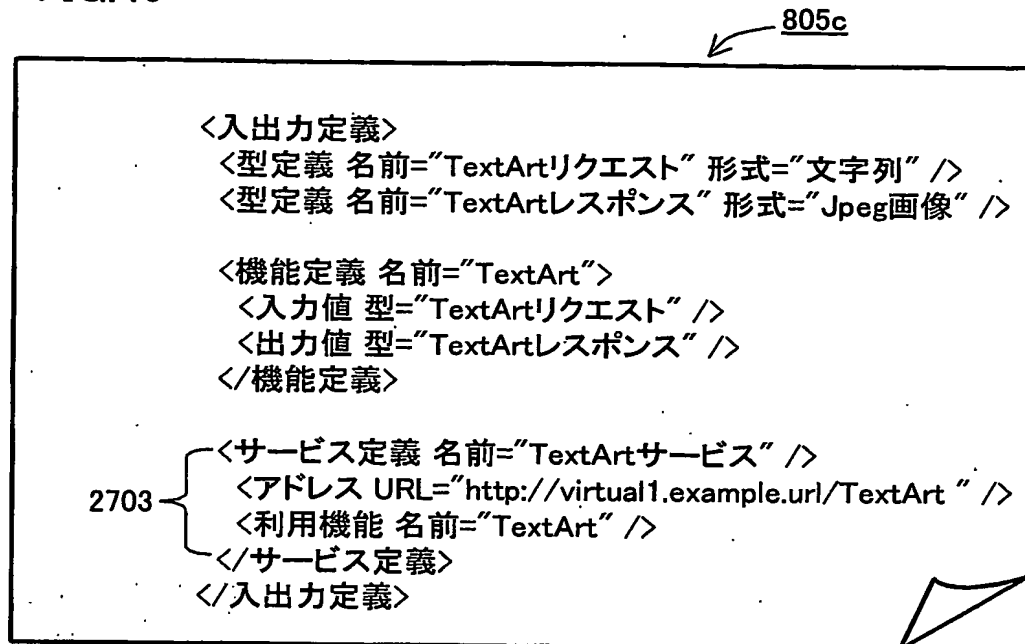 805c
<入出力定義>
<型定義 名前="TextArtリクエスト" 形式="文字列" />
<型定義 名前="TextArtレスポンス" 形式="Jpeg画像" />
<機能定義 名前="TextArt">
<入力値 型="TextArtリクエスト" />
<出力値 型="TextArtレスポンス" />
</機能定義>
<サービス定義 名前="TextArtサービス" />
<アドレス URL="http://virtual1.example.url/TextArt " />
2703
<利用機能 名前="TextArt" />
</サービス定義>
</入出力定義>